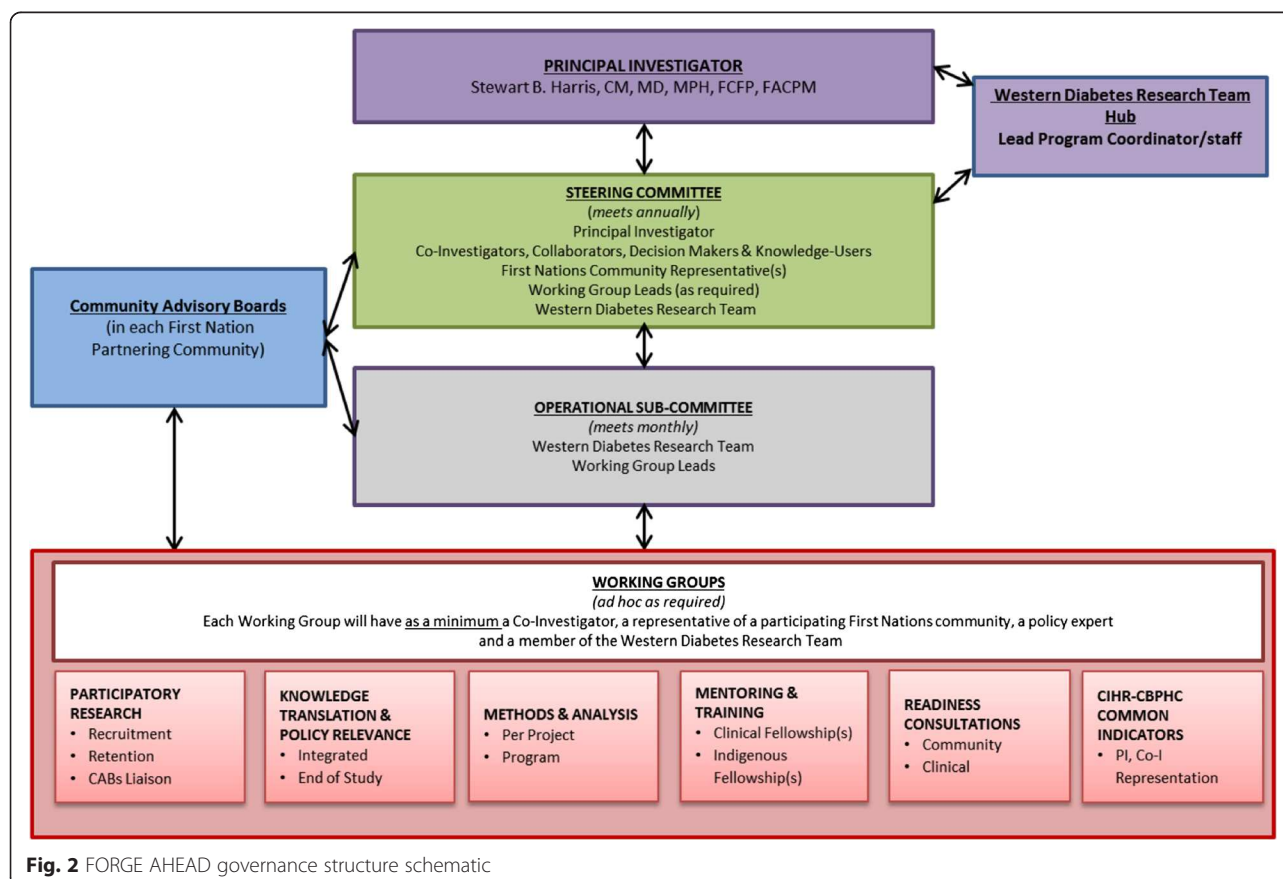 PRINCIPAL INVESTIGATOR
Stewart B. Harris, CM, MD, MPH, FCFP, FACPM
Western Diabetes Research Team
Hub
Lead Program Coordinator/staff
STEERING COMMITTEE
(meets annually)
Principal Investigator
Co-Investigators, Collaborators, Decision Makers & Knowledge-Users
First Nations Community Representative(s)
Working Group Leads (as required)
Western Diabetes Research Team
Community Advisory Boards
(in each First Nation
Partnering Community)
OPERATIONAL SUB-COMMITTEE
(meets monthly)
Western Diabetes Research Team
Working Group Leads
WORKING GROUPS
(ad hoc as required)
Each Working Group will have as a minimum a Co-Investigator, a representative of a participating First Nations community, a policy expert
and a member of the Western Diabetes Research Team
PARTICIPATORY
RESEARCH
• Recruitment
• Retention
• CABs Liaison
KNOWLEDGE
TRANSLATION &
POLICY RELEVANCE
• Integrated
• End of Study
METHODS & ANALYSIS
• Per Project
• Program
MENTORING &
TRAINING
• Clinical Fellowship(s)
• Indigenous
Fellowship(s)
READINESS
CONSULTATIONS
• Community
• Clinical
CIHR-CBPHC
COMMON
INDICATORS
• PI, Co-I
Representation
Fig. 2 FORGE AHEAD governance structure schematic